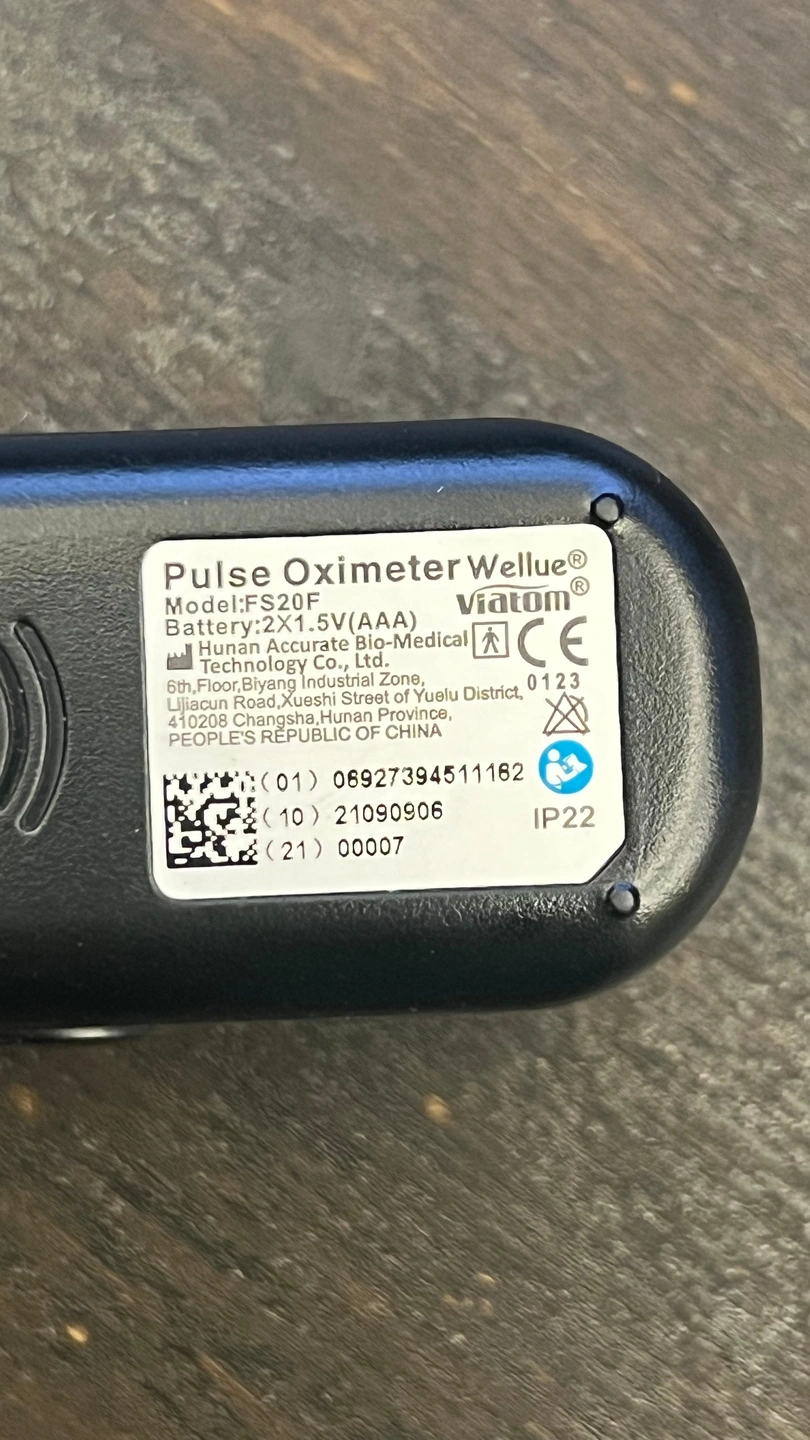 Pulse Oximeter Wellue®
Model:FS20F viatom®
Battery:2X1.5V(AAA)
Hunan Accurate Bio-Medical
Technology Co., Ltd.
CE
0123
6th,Floor,Biyang Industrial Zone,
Lijiacun Road,Xueshi Street of Yuelu District,
410208 Changsha,Hunan Province,
PEOPLE'S REPUBLIC OF CHINA
(01) 06927394511162
(10) 21090906
(21) 00007
IP22